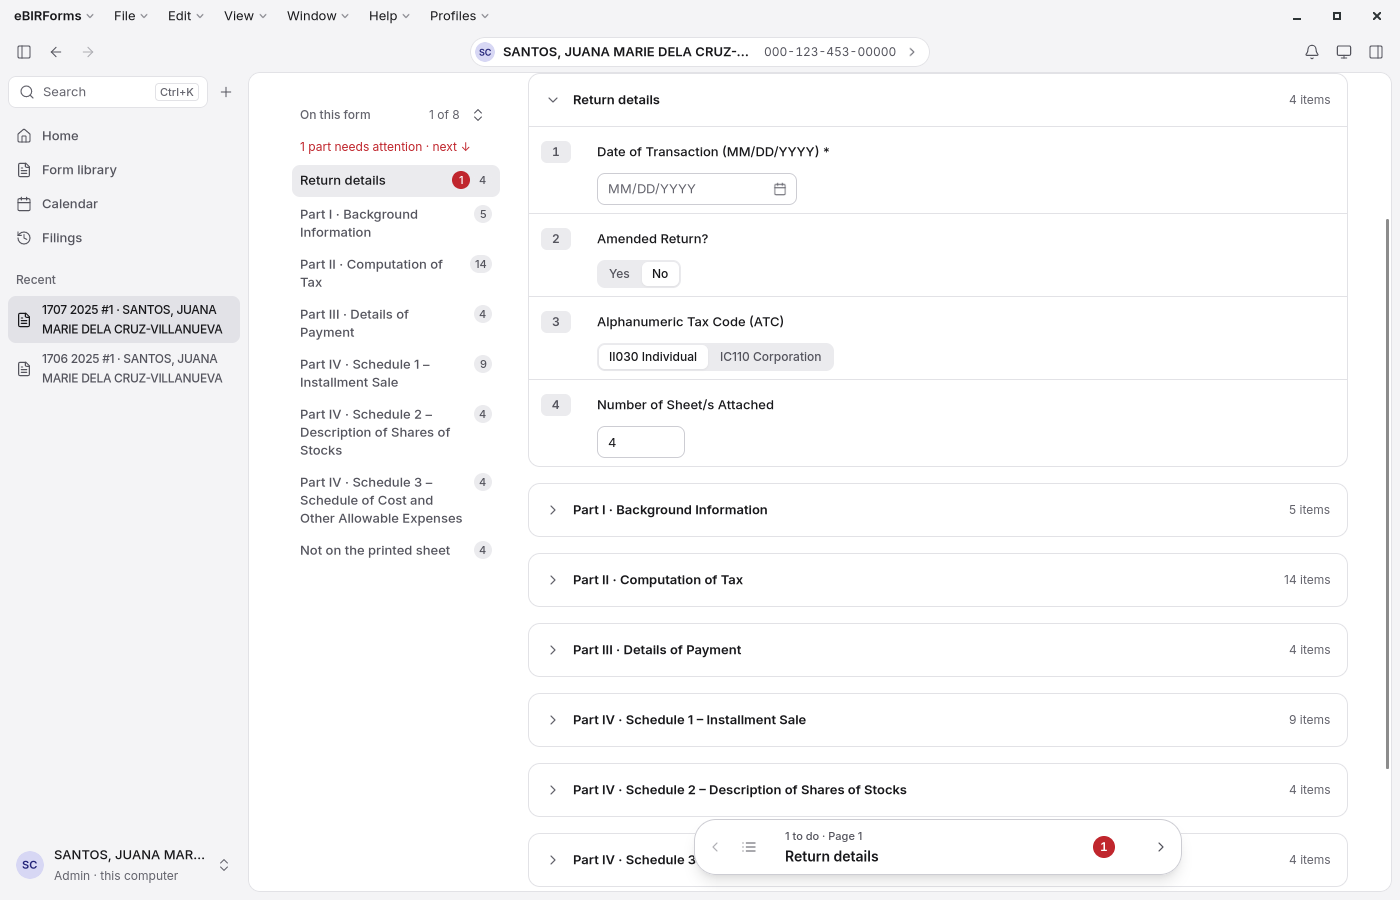 eBIRForms File Edit View Window Help Profiles
SC SANTOS, JUANA MARIE DELA CRUZ-... 000-123-453-00000
Search Ctrl+K
Home
Form library
Calendar
Filings
Recent
1707 2025 #1 · SANTOS, JUANA
MARIE DELA CRUZ-VILLANUEVA
1706 2025 #1 · SANTOS, JUANA
MARIE DELA CRUZ-VILLANUEVA
SC SANTOS, JUANA MAR...
Admin · this computer
On this form 1 of 8
1 part needs attention · next ↓
Return details 1 4
Part I · Background 5
Information
Part II · Computation of 14
Tax
Part III · Details of 4
Payment
Part IV · Schedule 1 – 9
Installment Sale
Part IV · Schedule 2 – 4
Description of Shares of
Stocks
Part IV · Schedule 3 – 4
Schedule of Cost and
Other Allowable Expenses
Not on the printed sheet 4
Return details 4 items
1 Date of Transaction (MM/DD/YYYY) *
MM/DD/YYYY
2 Amended Return?
Yes No
3 Alphanumeric Tax Code (ATC)
II030 Individual IC110 Corporation
4 Number of Sheet/s Attached
4
Part I · Background Information 5 items
Part II · Computation of Tax 14 items
Part III · Details of Payment 4 items
Part IV · Schedule 1 – Installment Sale 9 items
Part IV · Schedule 2 – Description of Shares of Stocks 4 items
Part IV · Schedule 3 4 items
1 to do · Page 1
Return details 1